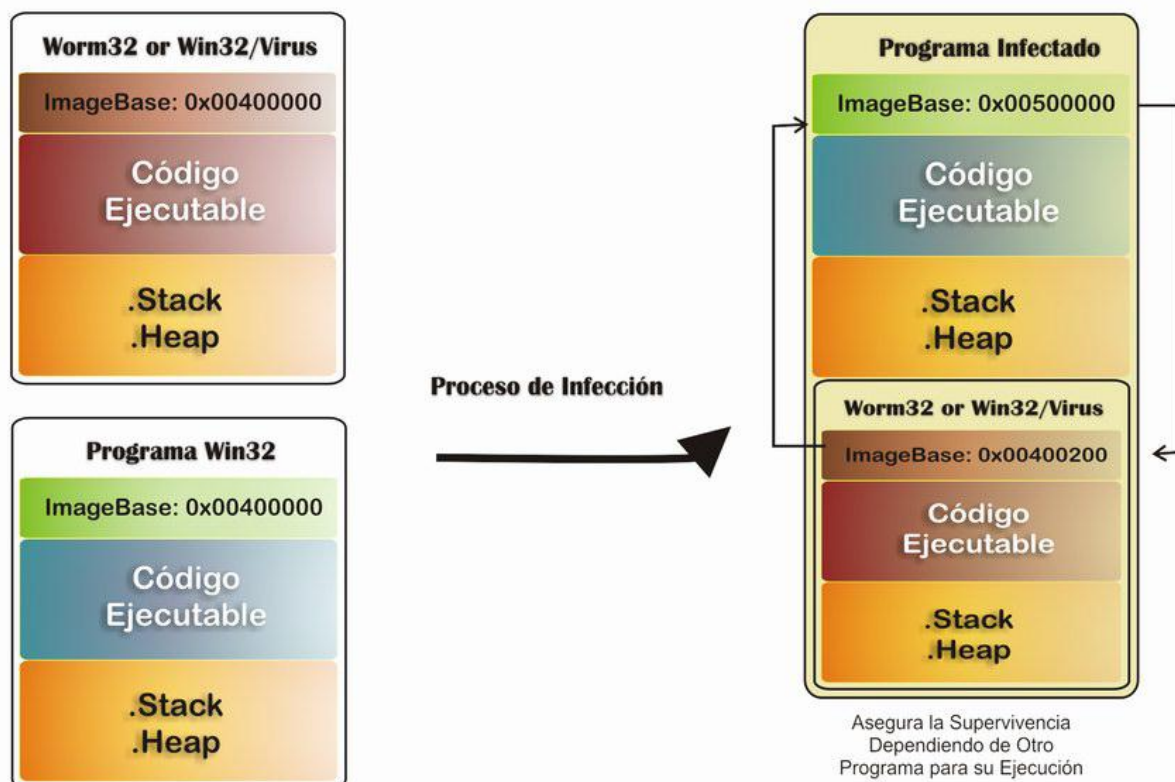 Worm32 or Win32/Virus
ImageBase: 0x00400000
Código
Ejecutable
.Stack
.Heap
Programa Win32
ImageBase: 0x00400000
Código
Ejecutable
.Stack
.Heap
Proceso de Infección
Programa Infectado
ImageBase: 0x00500000
Código
Ejecutable
.Stack
.Heap
Worm32 or Win32/Virus
ImageBase: 0x00400200
Código
Ejecutable
.Stack
.Heap
Asegura la Supervivencia
Dependiendo de Otro
Programa para su Ejecución